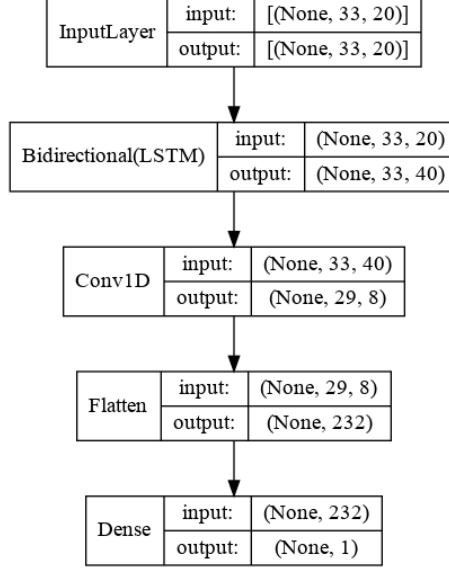 InputLayer
input: [(None, 33, 20)]
output: [(None, 33, 20)]
Bidirectional(LSTM)
input: (None, 33, 20)
output: (None, 33, 40)
Conv1D
input: (None, 33, 40)
output: (None, 29, 8)
Flatten
input: (None, 29, 8)
output: (None, 232)
Dense
input: (None, 232)
output: (None, 1)